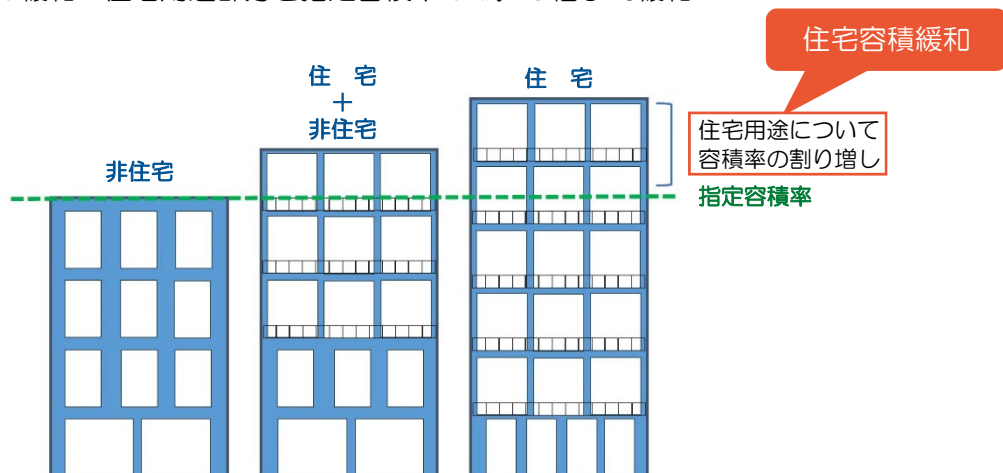 住宅容積緩和
住　宅
＋
非住宅
住　宅
非住宅
住宅用途について
容積率の割り増し
指定容積率